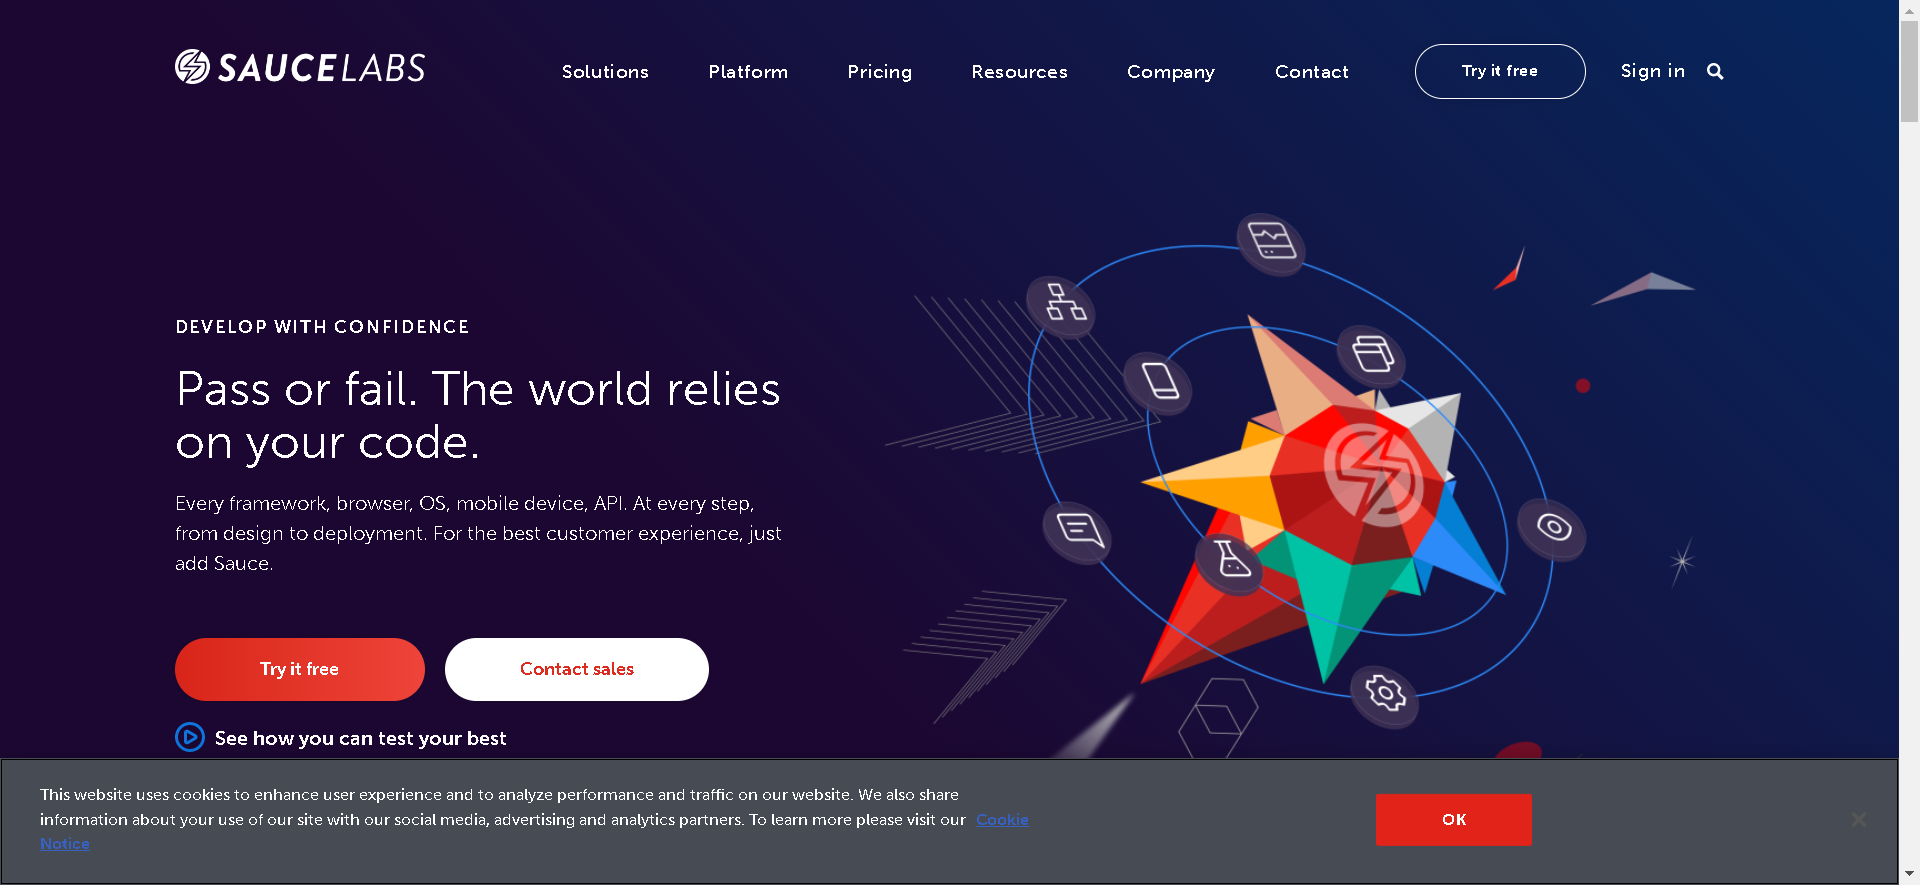 SAUCELABS
Solutions
Platform
Pricing
Resources
Company
Contact
Try it free
Sign in
DEVELOP WITH CONFIDENCE
Pass or fail. The world relies
on your code.
Every framework, browser, OS, mobile device, API. At every step,
from design to deployment. For the best customer experience, just
add Sauce.
Try it free
Contact sales
See how you can test your best
This website uses cookies to enhance user experience and to analyze performance and traffic on our website. We also share
information about your use of our site with our social media, advertising and analytics partners. To learn more please visit our Cookie
Notice
OK